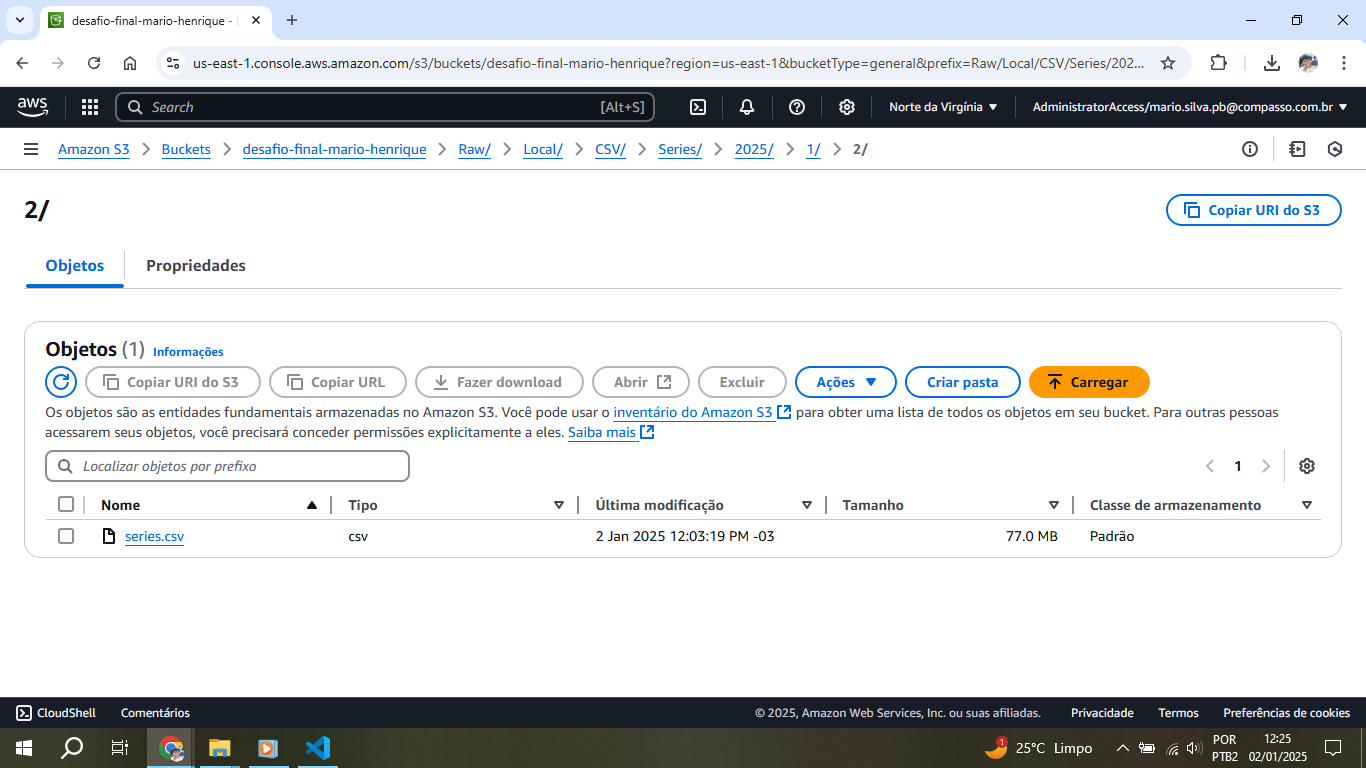 desafio-final-mario-henrique -
us-east-1.console.aws.amazon.com/s3/buckets/desafio-final-mario-henrique?region=us-east-1&bucketType=general&prefix=Raw/Local/CSV/Series/202...
aws Search [Alt+S] Norte da Virgínia AdministratorAccess/mario.silva.pb@compasso.com.br
Amazon S3 Buckets desafio-final-mario-henrique Raw/ Local/ CSV/ Series/ 2025/ 1/ 2/
2/ Copiar URI do S3
Objetos Propriedades
Objetos (1) Informações
Copiar URI do S3 Copiar URL Fazer download Abrir Excluir Ações Criar pasta Carregar
Os objetos são as entidades fundamentais armazenadas no Amazon S3. Você pode usar o inventário do Amazon S3 para obter uma lista de todos os objetos em seu bucket. Para outras pessoas
acessarem seus objetos, você precisará conceder permissões explicitamente a eles. Saiba mais
Localizar objetos por prefixo 1
Nome Tipo Última modificação Tamanho Classe de armazenamento
series.csv csv 2 Jan 2025 12:03:19 PM -03 77.0 MB Padrão
CloudShell Comentários © 2025, Amazon Web Services, Inc. ou suas afiliadas. Privacidade Termos Preferências de cookies
1 25°C Limpo POR 12:25
PTB2 02/01/2025